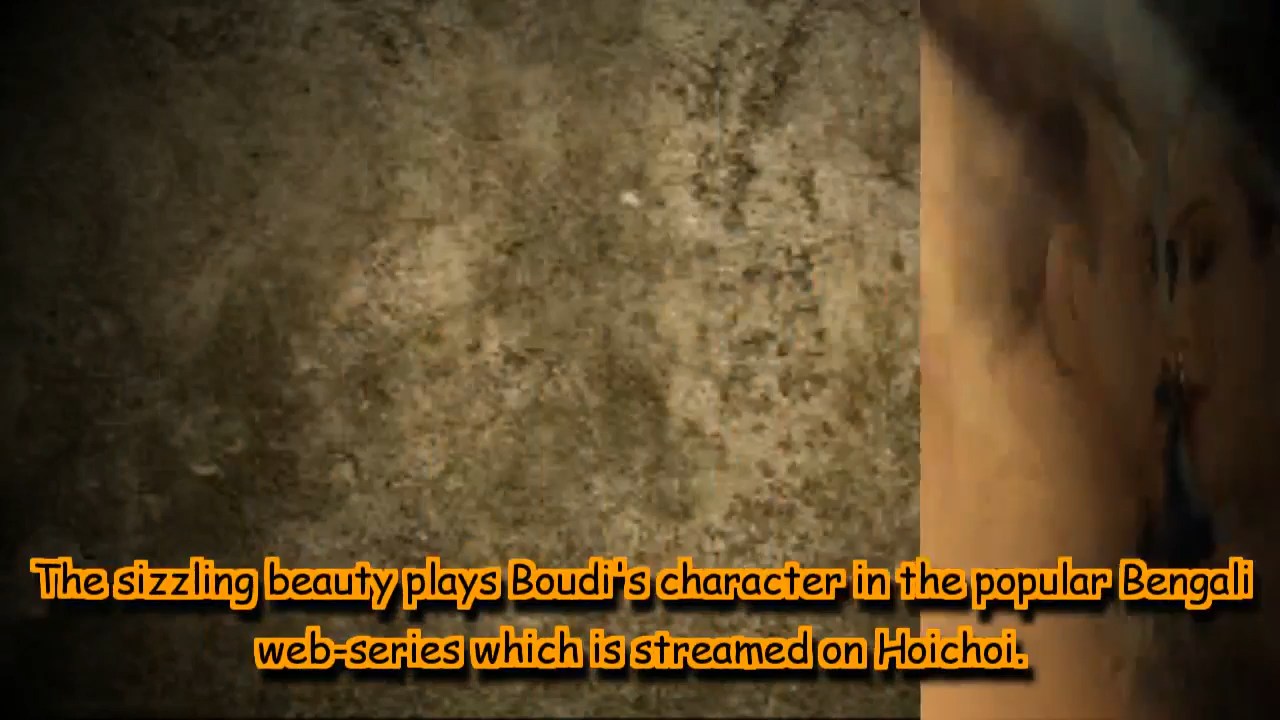 The sizzling beauty plays Boudi's character in the popular Bengali
web-series which is streamed on Hoichoi.